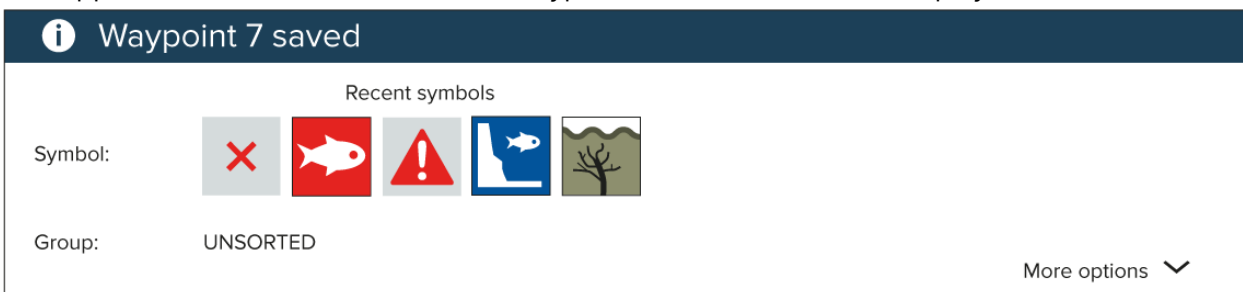 Waypoint 7 saved
Recent symbols
Symbol:
Group:
UNSORTED
More options